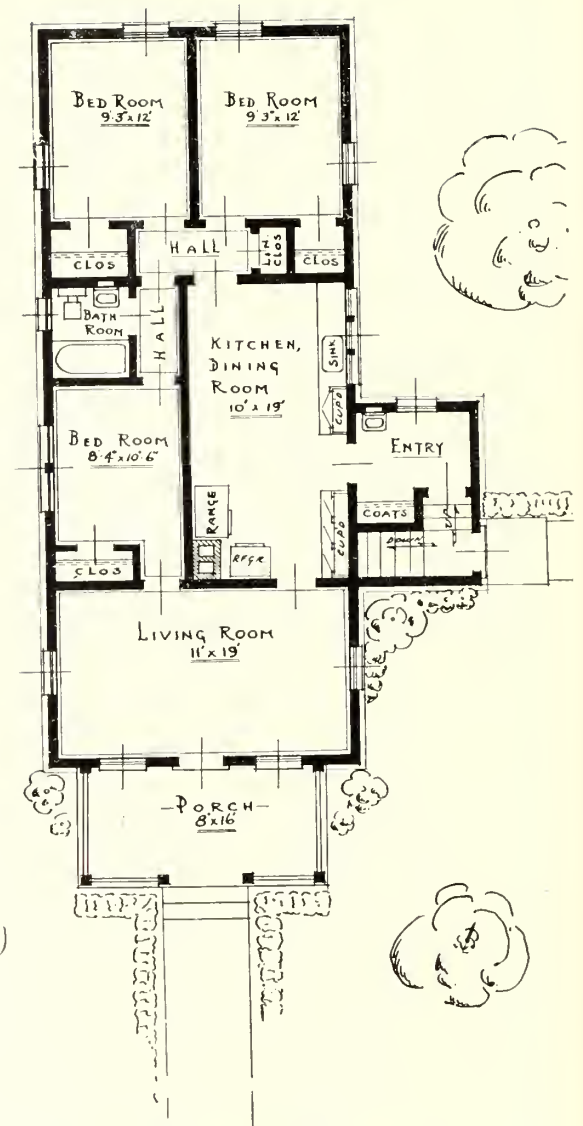 BED ROOM
9'-3" x 12'
BED ROOM
9'-3" x 12'
HALL
LIN
CLOS
CLOS
CLOS
BATH
ROOM
HALL
KITCHEN,
DINING
ROOM
10' x 19'
SINK
CUPD
BED ROOM
8'-4" x 10'-6"
ENTRY
COATS
UP
RANGE
REFGR
CUPD
DOWN
CLOS
LIVING ROOM
11' x 19'
PORCH
8' x 16'